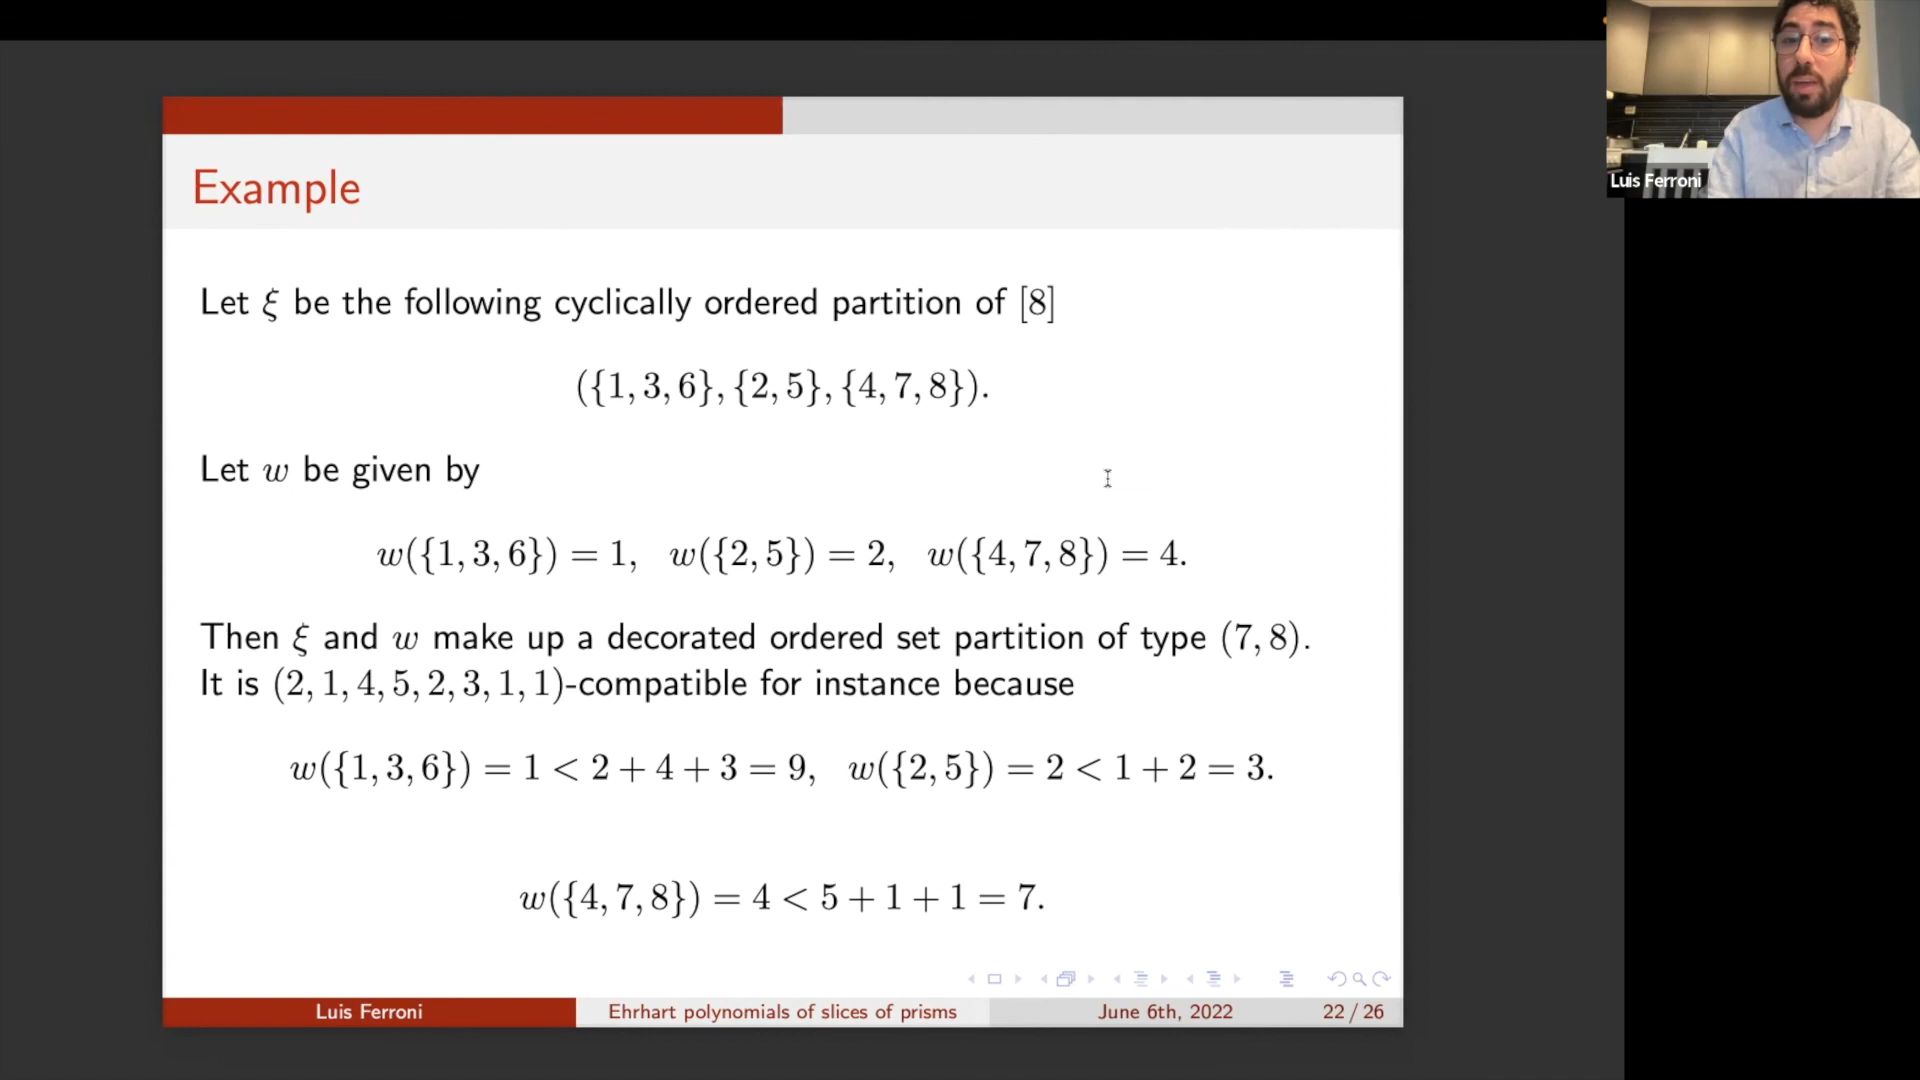 Luis Ferroni
Example
Let ξ be the following cyclically ordered partition of [8]
({1, 3, 6}, {2, 5}, {4, 7, 8}).
Let w be given by
w({1, 3, 6}) = 1, w({2, 5}) = 2, w({4, 7, 8}) = 4.
Then ξ and w make up a decorated ordered set partition of type (7, 8).
It is (2, 1, 4, 5, 2, 3, 1, 1)-compatible for instance because
w({1, 3, 6}) = 1 < 2 + 4 + 3 = 9, w({2, 5}) = 2 < 1 + 2 = 3.
w({4, 7, 8}) = 4 < 5 + 1 + 1 = 7.
Luis Ferroni Ehrhart polynomials of slices of prisms June 6th, 2022 22 / 26